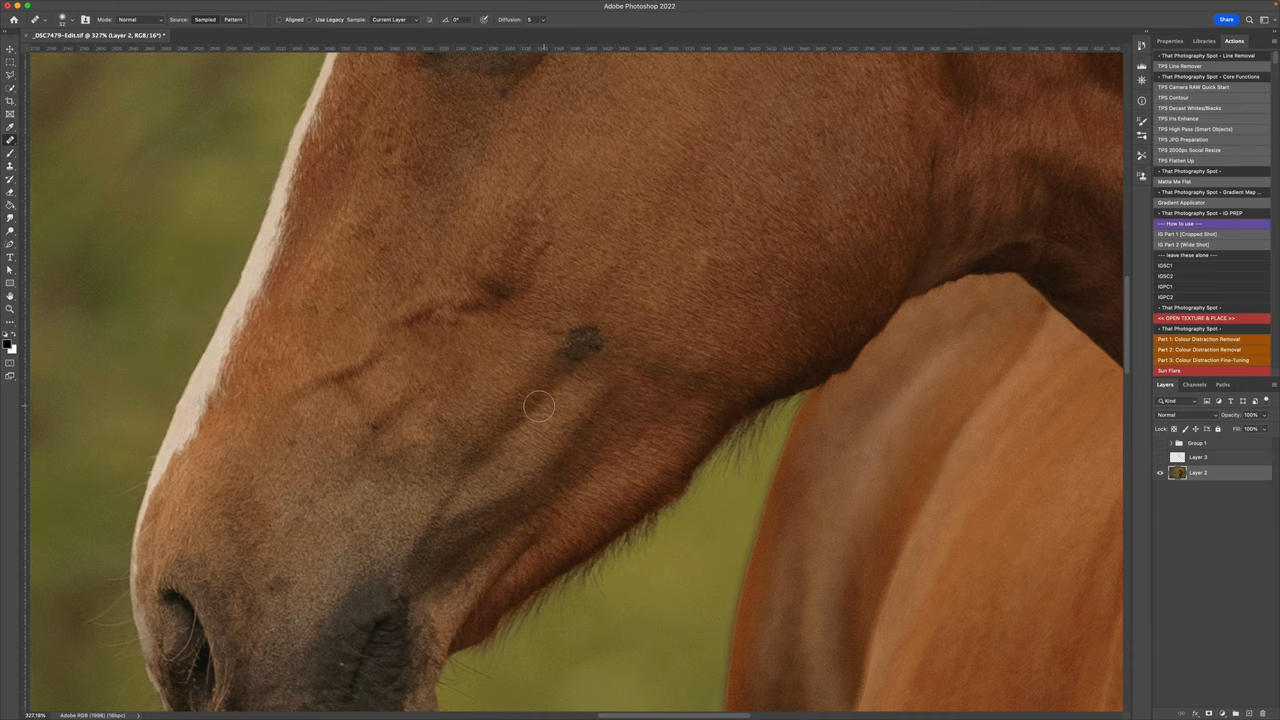 Adobe Photoshop 2022
32
Mode: Normal Source: Sampled Pattern Aligned Use Legacy Sample: Current Layer 0° Diffusion: 5 Share
_DSC7479-Edit.tif @ 327% (Layer 2, RGB/16*) *
Properties Libraries Actions
- That Photography Spot - Line Removal
TPS Line Remover
- That Photography Spot - Core Functions
TPS Camera RAW Quick Start
TPS Contour
TPS Decast Whites/Blacks
TPS Iris Enhance
TPS High Pass (Smart Objects)
TPS JPG Preparation
TPS 2000px Social Resize
TPS Flatten Up
- That Photography Spot -
Matte Me Flat
- That Photography Spot - Gradient Map ...
Gradient Applicator
- That Photography Spot - IG PREP
--- How to use ---
IG Part 1 [Cropped Shot]
IG Part 2 [Wide Shot]
--- leave these alone ---
IGSC1
IGSC2
IGPC1
IGPC2
- That Photography Spot -
<< OPEN TEXTURE & PLACE >>
- That Photography Spot -
Part 1: Colour Distraction Removal
Part 2: Colour Distraction Removal
Part 3: Colour Distraction Fine-Tuning
Sun Flare
Layers Channels Paths
Kind
Normal Opacity: 100%
Lock: Fill: 100%
Group 1
Layer 3
Layer 2
327.18% Adobe RGB (1998) (16bpc)